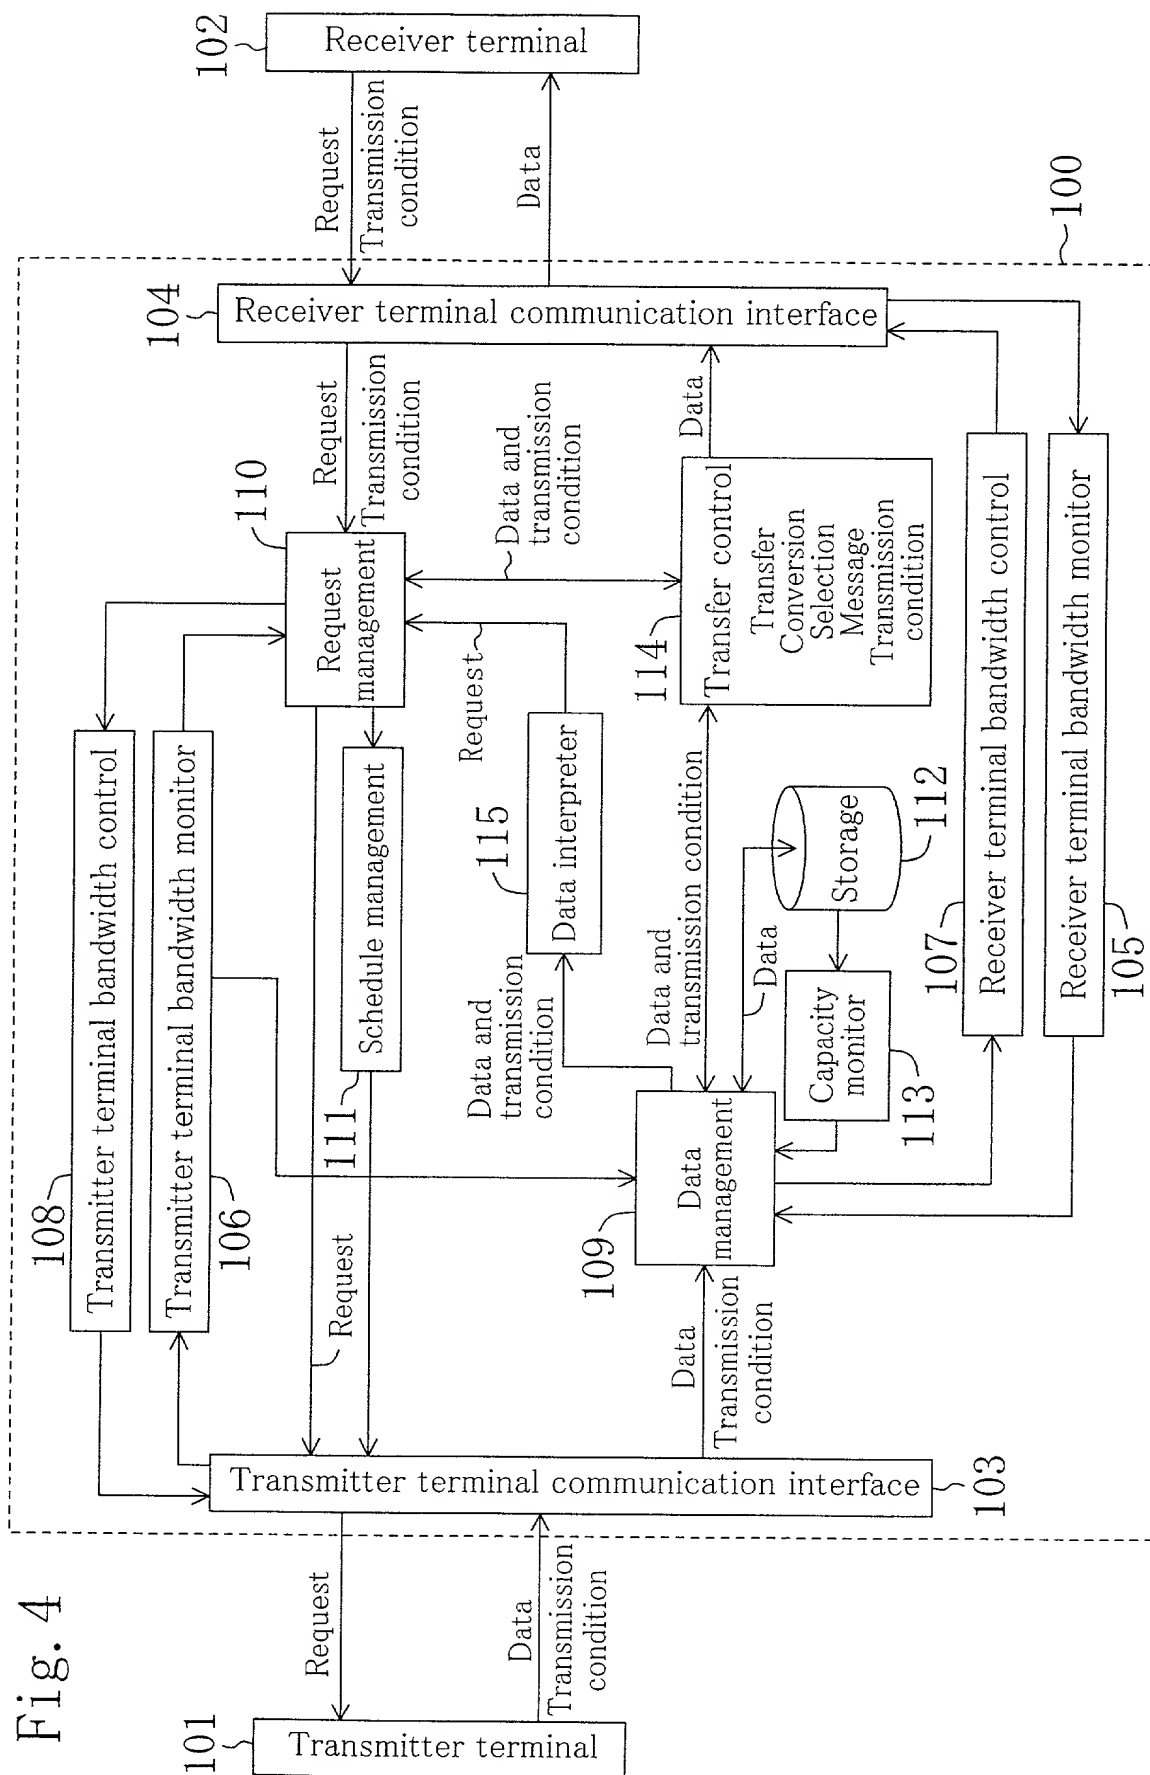 Fig. 4
101
Transmitter terminal
Request
Data
Transmission
condition
103
Transmitter terminal communication interface
108
Transmitter terminal bandwidth control
106
Transmitter terminal bandwidth monitor
Request
111
Schedule management
110
Request
management
Request
Transmission
condition
104
Receiver terminal communication interface
Request
Transmission
condition
Data
102
Receiver terminal
100
Data
Transmission
condition
109
Data
management
Data and
transmission
condition
115
Data interpreter
Request
Data and
transmission
condition
Data and
transmission condition
114
Transfer control
Transfer
Conversion
Selection
Message
Transmission
condition
Data
Data
Storage
112
Capacity
monitor
113
107
Receiver terminal bandwidth control
Receiver terminal bandwidth monitor
105